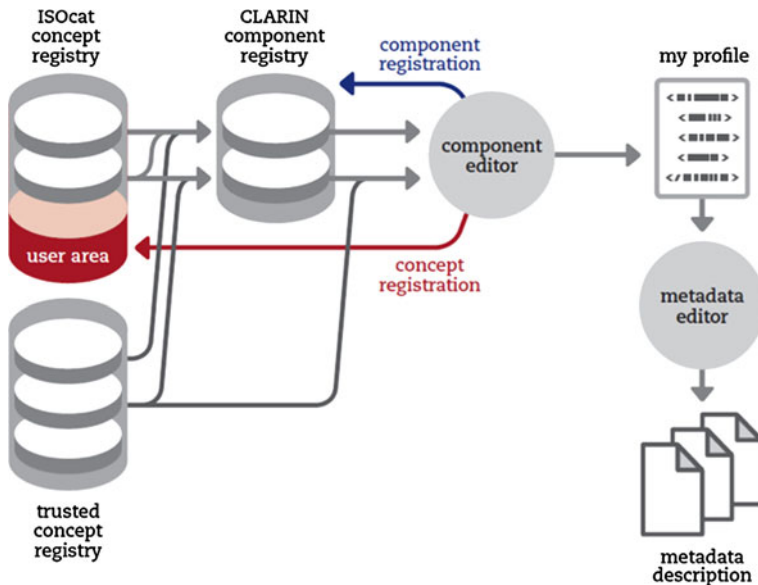 ISOcat
concept
registry
CLARIN
component
registry
component
registration
my profile
component
editor
user area
concept
registration
metadata
editor
trusted
concept
registry
metadata
description